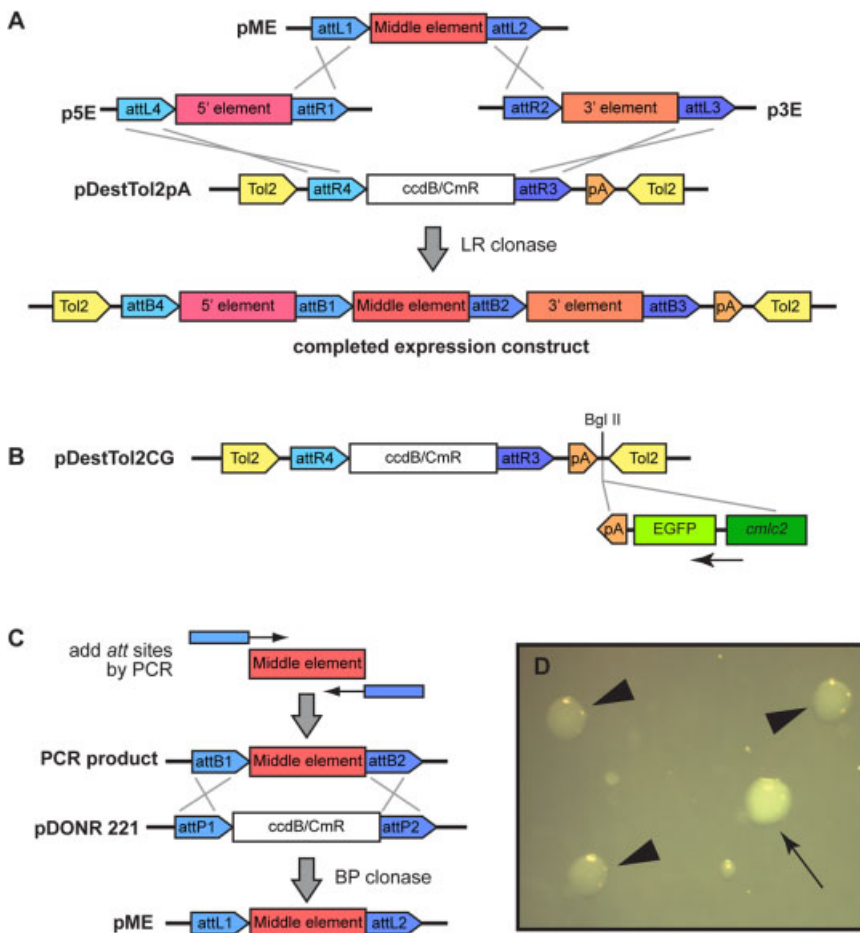 A
pME
attL1
Middle element
attL2
p5E
attL4
5' element
attR1
attR2
3' element
attL3
p3E
pDestTol2pA
Tol2
attR4
ccdB/CmR
attR3
pA
Tol2
LR clonase
Tol2
attB4
5' element
attB1
Middle element
attB2
3' element
attB3
pA
Tol2
completed expression construct
B
pDestTol2CG
Tol2
attR4
ccdB/CmR
attR3
pA
Bgl II
Tol2
pA
EGFP
cmlc2
C
add att sites
by PCR
Middle element
PCR product
attB1
Middle element
attB2
pDONR 221
attP1
ccdB/CmR
attP2
BP clonase
pME
attL1
Middle element
attL2
D